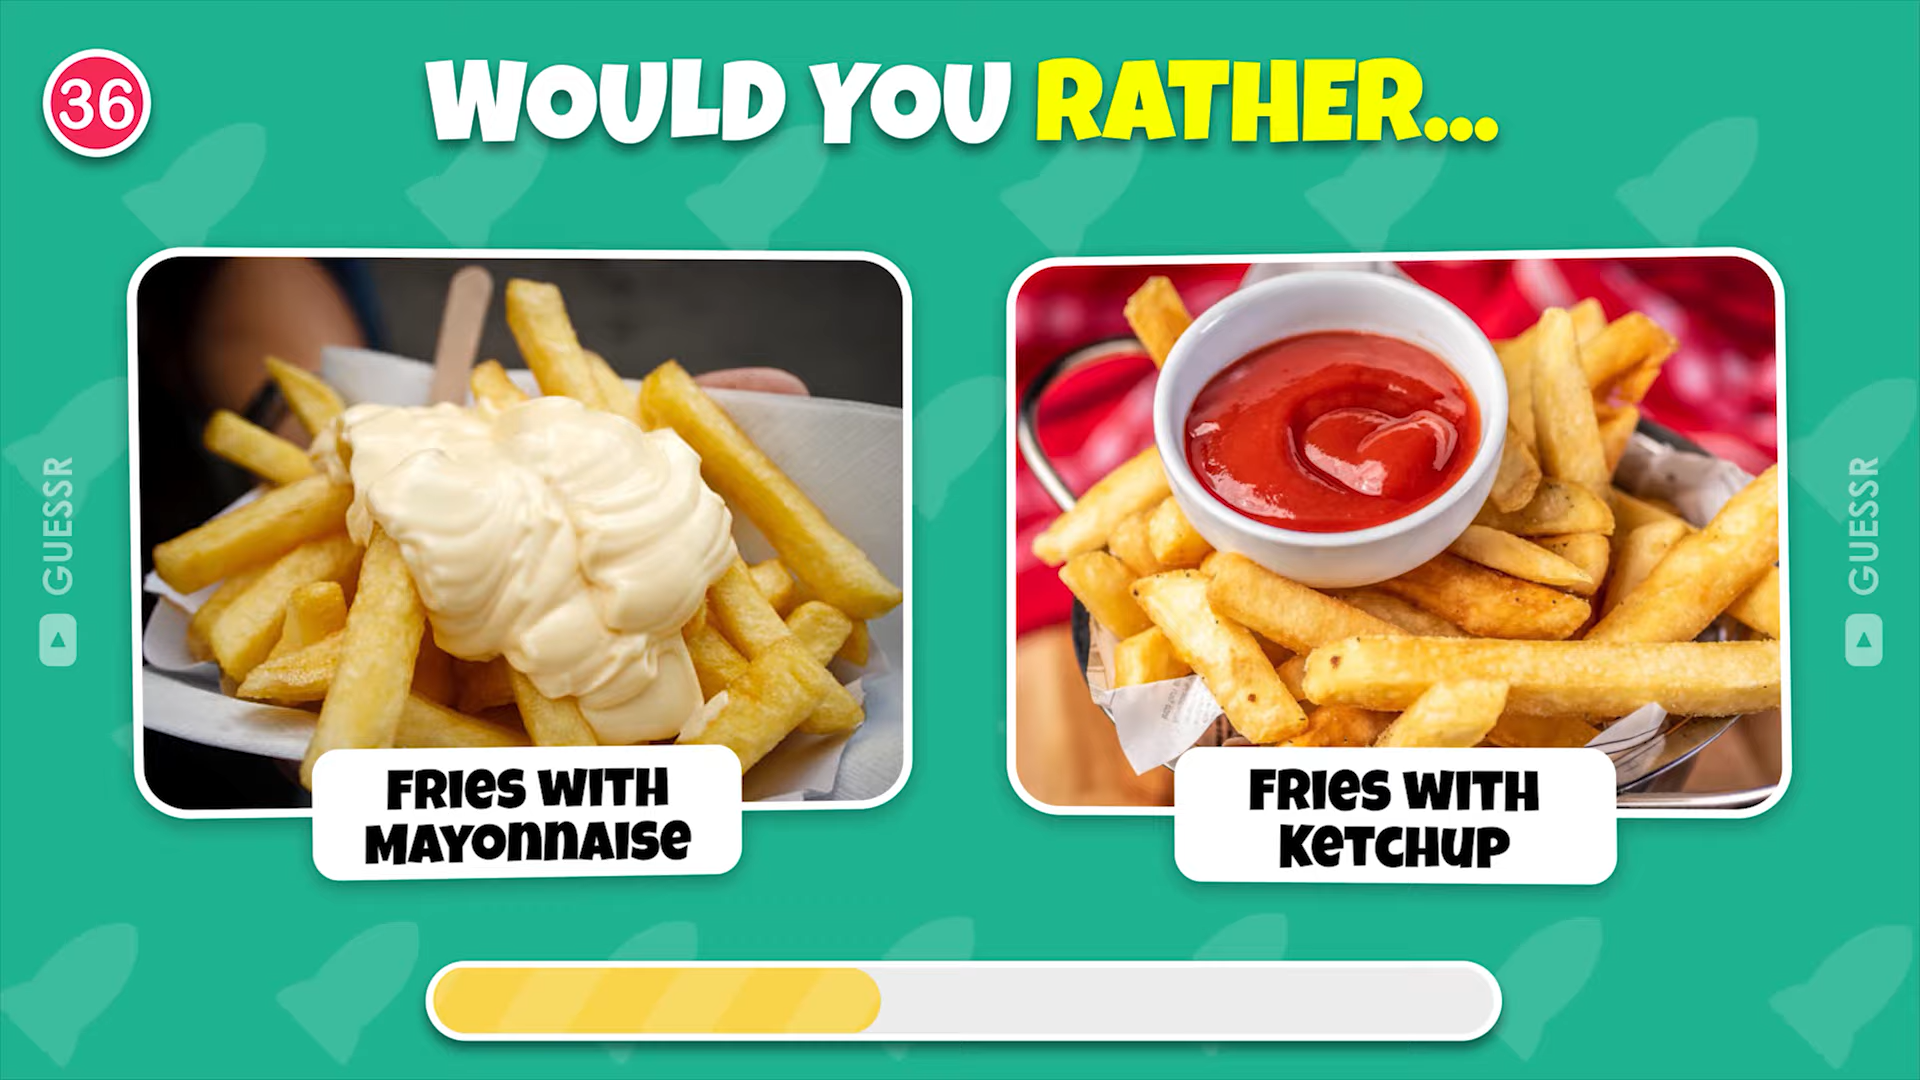 36
WOULD YOU RATHER...
GUESSR
GUESSR
FRIES WITH
MAYONNAISE
FRIES WITH
KETCHUP